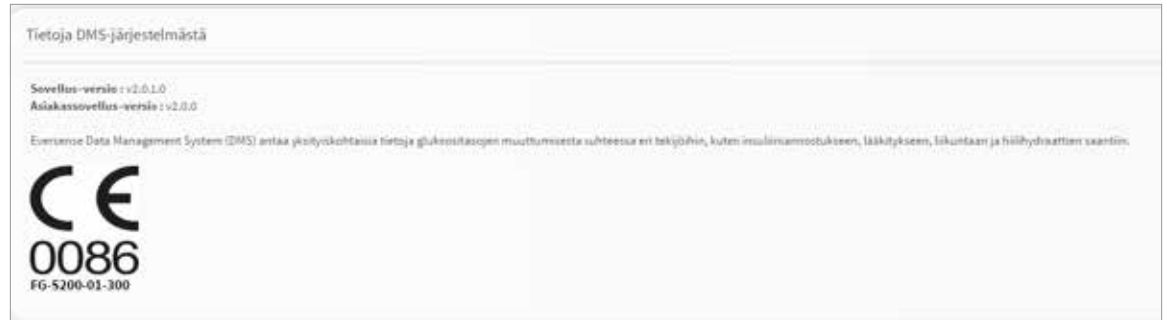 Tietoja DMS-järjestelmästä
Sovellus-versio : v2.0.1.0
Asiakassovellus-versio : v2.0.0
Eversense Data Management System (DMS) antaa yksityiskohtaisia tietoja glukoositasojen muuttumisesta suhteessa eri tekijöihin, kuten insuliiniannostukseen, lääkitykseen, liikuntaan ja hiilihydraattien saantiin.
CE
0086
FG-5200-01-300